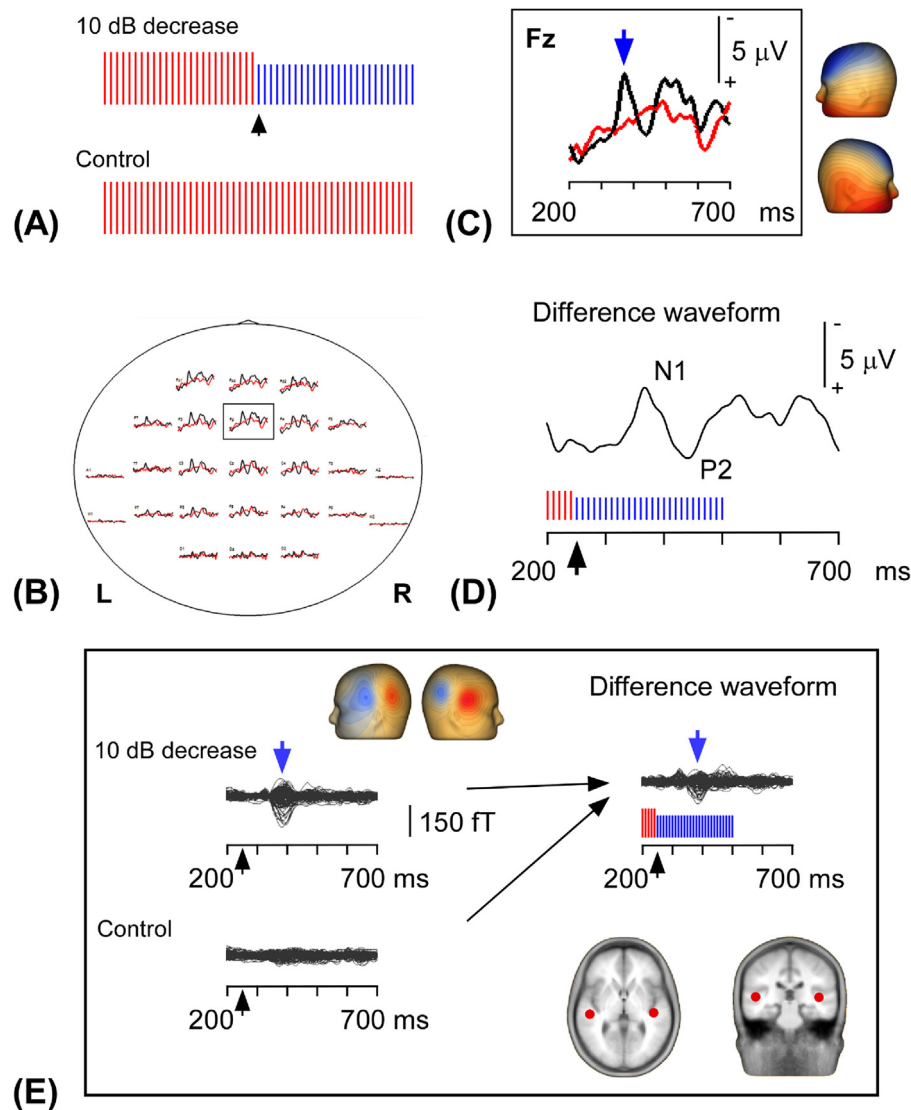 10 dB decrease
Control
(A)
Fz
-
5 µV
+
200
700
ms
(C)
L
R
(B)
Difference waveform
-
5 µV
+
N1
P2
200
700
ms
(D)
Difference waveform
10 dB decrease
150 fT
200
700 ms
200
700 ms
Control
200
700 ms
(E)